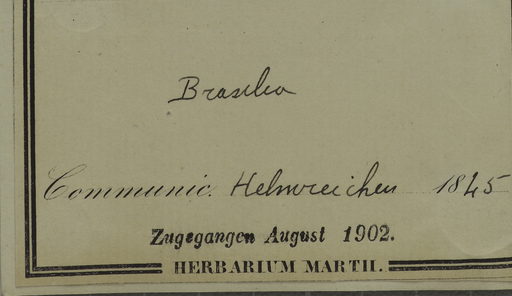 Brasilia
Communic. Helmreichen 1845
Zugegangen August 1902.
HERBARIUM MARTII.